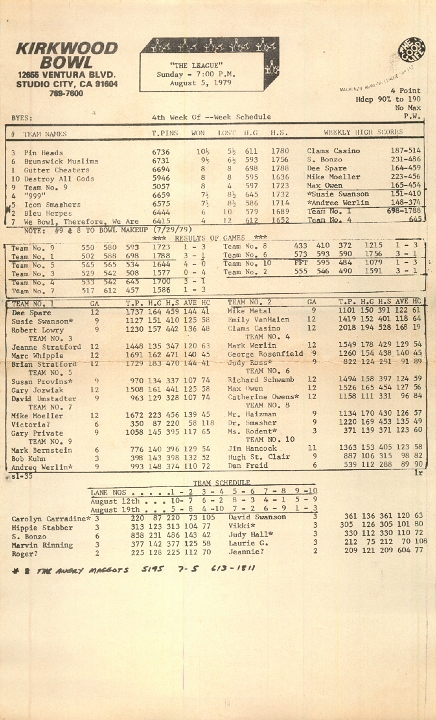 KIRKWOOD
BOWL
12655 VENTURA BLVD.
STUDIO CITY, CA 91604
769-7600
"THE LEAGUE"
Sunday - 7:00 P.M.
August 5, 1979
4 Point
Hdcp 90% to 190
No Max
P.W.
BYES: 4th Week Of --Week Schedule
# TEAM NAMES T.PINS WON LOST H.G H.S. WEEKLY HIGH SCORES
3 Pin Heads 6736 10½ 5½ 611 1780 Clams Casino 187-514
6 Brunswick Muslims 6731 9½ 6½ 593 1756 S. Bonzo 231-486
1 Gutter Cheaters 6694 8 8 698 1788 Dee Spare 164-459
10 Destroy All Gods 5946 8 8 595 1636 Mike Moeller 223-456
9 Team No. 9 5057 8 4 597 1723 Max Owen 165-454
4 "999" 6659 7½ 8½ 645 1732 *Susie Swanson 151-410
5 Icon Smashers 6575 7½ 8½ 586 1714 *Andree Werlin 148-374
2 Bleu Herpes 6444 6 10 579 1689 Team No. 1 698-1788
7 We Bowl, Therefore, We Are 6415 4 12 612 1652 Team No. 4 645
NOTE: #9 & 8 TO BOWL MAKEUP (7/29/79)
*** RESULTS OF GAMES ***
Team No. 9 550 580 593 1723 1 - 3 Team No. 8 433 410 372 1215 1 - 3
Team No. 1 502 588 698 1788 3 - 1 Team No. 6 573 593 590 1756 3 - 1
Team No. 5 545 565 534 1644 4 - 0 Team No. 10 FFT 595 484 1079 1 - 3
Team No. 3 529 542 508 1577 0 - 4 Team No. 2 555 546 490 1591 3 - 1
Team No. 4 533 542 645 1700 3 - 1
Team No. 7 517 612 457 1586 1 - 3
TEAM NO. 1 GA T.P. H.G H.S AVE HC TEAM NO. 2 GA T.P. H.G H.S AVE HC
Dee Spare 12 1737 164 459 144 41 Mike Metal 9 1101 150 391 122 61
Susie Swanson* 9 1127 151 410 125 58 Emily VanHalen 12 1419 152 401 118 64
Robert Lowry 9 1230 157 442 136 48 Clams Casino 12 2018 194 528 168 19
TEAM NO. 3 TEAM NO. 4
Jeanne Stratford 12 1448 135 347 120 63 Mark Werlin 12 1549 178 429 129 54
Marc Whippie 12 1691 162 471 140 45 George Rosenfield 9 1260 154 438 140 45
Brian Stratford 12 1729 183 470 144 41 Judy Ross* 9 822 124 291 91 89
TEAM NO. 6
Susan Provins* 9 970 134 337 107 74 Richard Schwamb 12 1494 158 397 124 59
Gary Jozwiak 12 1508 161 441 125 58 Max Owen 12 1526 165 454 127 56
David Umstadter 9 963 129 328 107 74 Catherine Owens* 12 1158 111 331 96 84
TEAM NO. 7 TEAM NO. 8
Mike Moeller 12 1672 223 456 139 45 Mr. Haizman 9 1134 170 430 126 57
Victoria? 6 350 87 220 58 118 Dr. Smasher 9 1220 169 453 135 49
Gary Private 9 1058 145 395 117 65 Ms. Rodent* 3 371 139 371 123 60
TEAM NO. 9 TEAM NO. 10
Mark Bernstein 6 776 140 396 129 54 Jim Hancock 11 1363 153 405 123 58
Bob Kuhn 3 398 143 398 132 52 Hugh St. Clair 9 887 106 315 98 82
Andreq Werlin* 9 993 148 374 110 72 Dan Freid 6 539 112 288 89 90
sl-55 lr
TEAM SCHEDULE
LANE NOS . . . . . 1 - 2 3 - 4 5 - 6 7 - 8 9 -10
August 12th . . . 10- 7 6 - 2 8 - 3 4 - 1 5 - 9
August 19th . . . 5 - 8 4 -10 7 - 2 6 - 9 1 - 3
Carolyn Carradine* 3 220 87 220 73 105 David Swanson 3 361 136 361 120 63
Hippie Stabber 3 313 123 313 104 77 Vikki* 3 305 126 305 101 80
S. Bonzo 6 858 231 486 143 42 Judy Hall* 3 330 112 330 110 72
Marvin Rinning 3 377 142 377 125 58 Laurie G. 3 212 75 212 70 108
Roger? 2 225 128 225 112 70 Jeannie? 2 209 121 209 604 77
# 8 THE ANGRY MAGGOTS 5195 7-5 613-1811